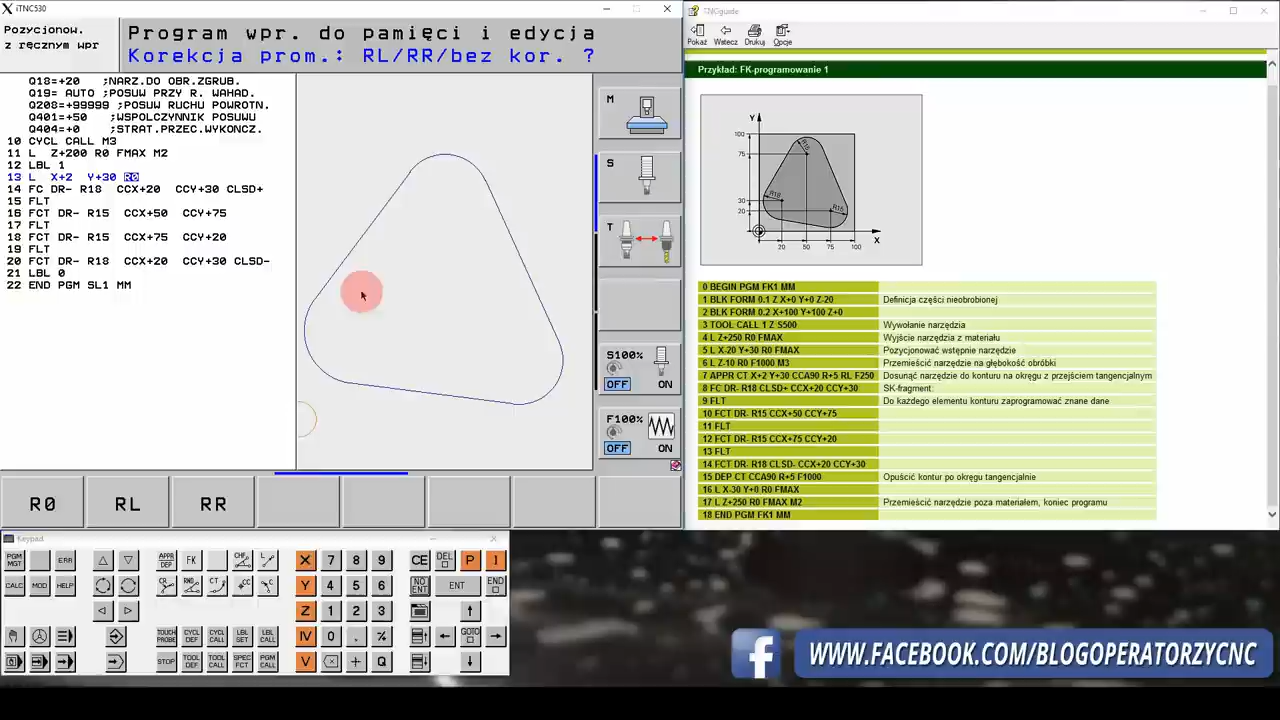 iTNC530
Pozycjonow.
z ręcznym wpr
Program wpr. do pamięci i edycja
Korekcja prom.: RL/RR/bez kor. ?
Q18=+20 ;NARZ.DO OBR.ZGRUB.
Q19= AUTO ;POSUW PRZY R. WAHAD.
Q208=+99999 ;POSUW RUCHU POWROTN.
Q401=+50 ;WSPOLCZYNNIK POSUWU
Q404=+0 ;STRAT.PRZEC.WYKONCZ.
10 CYCL CALL M3
11 L Z+200 R0 FMAX M2
12 LBL 1
13 L X+2 Y+30 R0
14 FC DR- R18 CCX+20 CCY+30 CLSD+
15 FLT
16 FCT DR- R15 CCX+50 CCY+75
17 FLT
18 FCT DR- R15 CCX+75 CCY+20
19 FLT
20 FCT DR- R18 CCX+20 CCY+30 CLSD-
21 LBL 0
22 END PGM SL1 MM
M
S
T
S100%
OFF ON
F100%
OFF ON
R0 RL RR
TNCguide
Pokaż Wstecz Drukuj Opcje
Przykład: FK-programowanie 1
Y
100
75
30
20
R15
R18
R15
20 50 75 100
X
0 BEGIN PGM FK1 MM
1 BLK FORM 0.1 Z X+0 Y+0 Z-20 Definicja części nieobrobionej
2 BLK FORM 0.2 X+100 Y+100 Z+0
3 TOOL CALL 1 Z S500 Wywołanie narzędzia
4 L Z+250 R0 FMAX Wyjście narzędzia z materiału
5 L X-20 Y+30 R0 FMAX Pozycjonować wstępnie narzędzie
6 L Z-10 R0 F1000 M3 Przemieścić narzędzie na głębokość obróbki
7 APPR CT X+2 Y+30 CCA90 R+5 RL F250 Dosunąć narzędzie do konturu na okręgu z przejściem tangencjalnym
8 FC DR- R18 CLSD+ CCX+20 CCY+30 SK-fragment:
9 FLT Do każdego elementu konturu zaprogramować znane dane
10 FCT DR- R15 CCX+50 CCY+75
11 FLT
12 FCT DR- R15 CCX+75 CCY+20
13 FLT
14 FCT DR- R18 CLSD- CCX+20 CCY+30
15 DEP CT CCA90 R+5 F1000 Opuścić kontur po okręgu tangencjalnie
16 L X-30 Y+0 R0 FMAX
17 L Z+250 R0 FMAX M2 Przemieścić narzędzie poza materiałem, koniec programu
18 END PGM FK1 MM
Keypad
PGM MGT ERR APPR DEP FK CHF L X 7 8 9 CE DEL P I
CALC MOD HELP CR RND CT CC C Y 4 5 6 NO ENT ENT END
Z 1 2 3
TOUCH PROBE CYCL DEF CYCL CALL LBL SET LBL CALL IV 0 . % GOTO
STOP TOOL DEF TOOL CALL SPEC FCT PGM CALL V + Q
f WWW.FACEBOOK.COM/BLOGOPERATORZYCNC